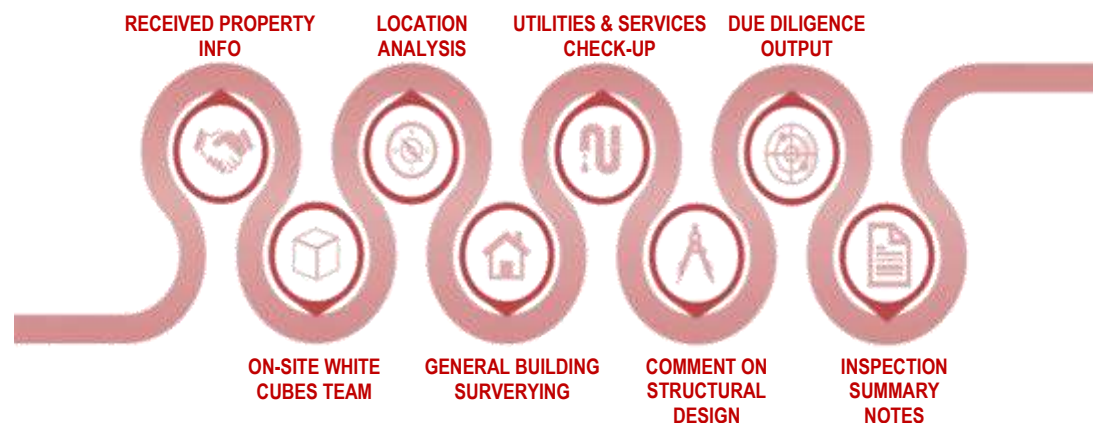 RECEIVED PROPERTY
INFO
LOCATION
ANALYSIS
UTILITIES & SERVICES
CHECK-UP
DUE DILIGENCE
OUTPUT
ON-SITE WHITE
CUBES TEAM
GENERAL BUILDING
SURVERYING
COMMENT ON
STRUCTURAL
DESIGN
INSPECTION
SUMMARY
NOTES